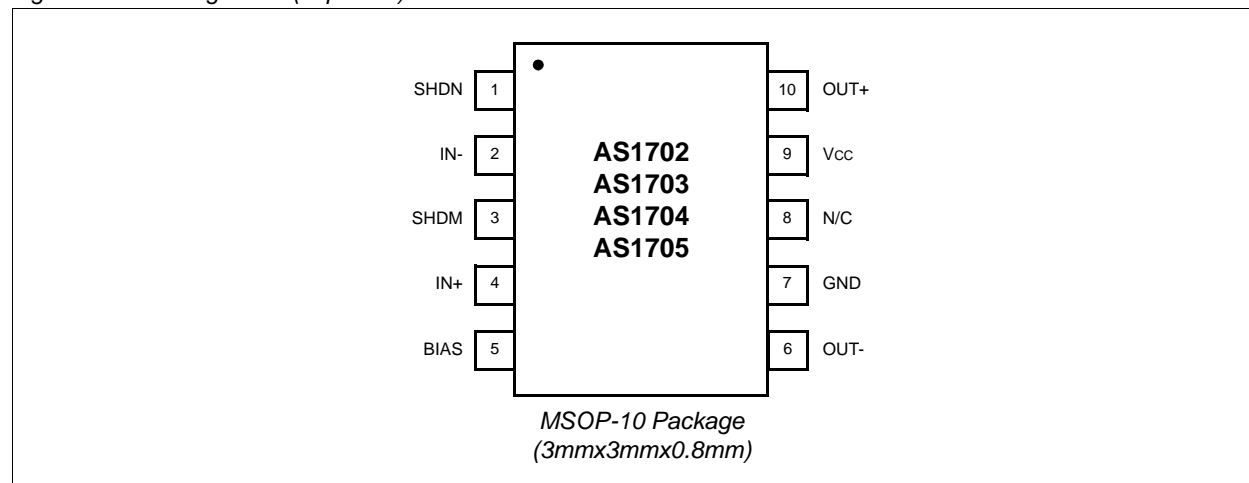 SHDN 1
IN- 2
SHDM 3
IN+ 4
BIAS 5
AS1702
AS1703
AS1704
AS1705
10 OUT+
9 VCC
8 N/C
7 GND
6 OUT-
MSOP-10 Package
(3mmx3mmx0.8mm)